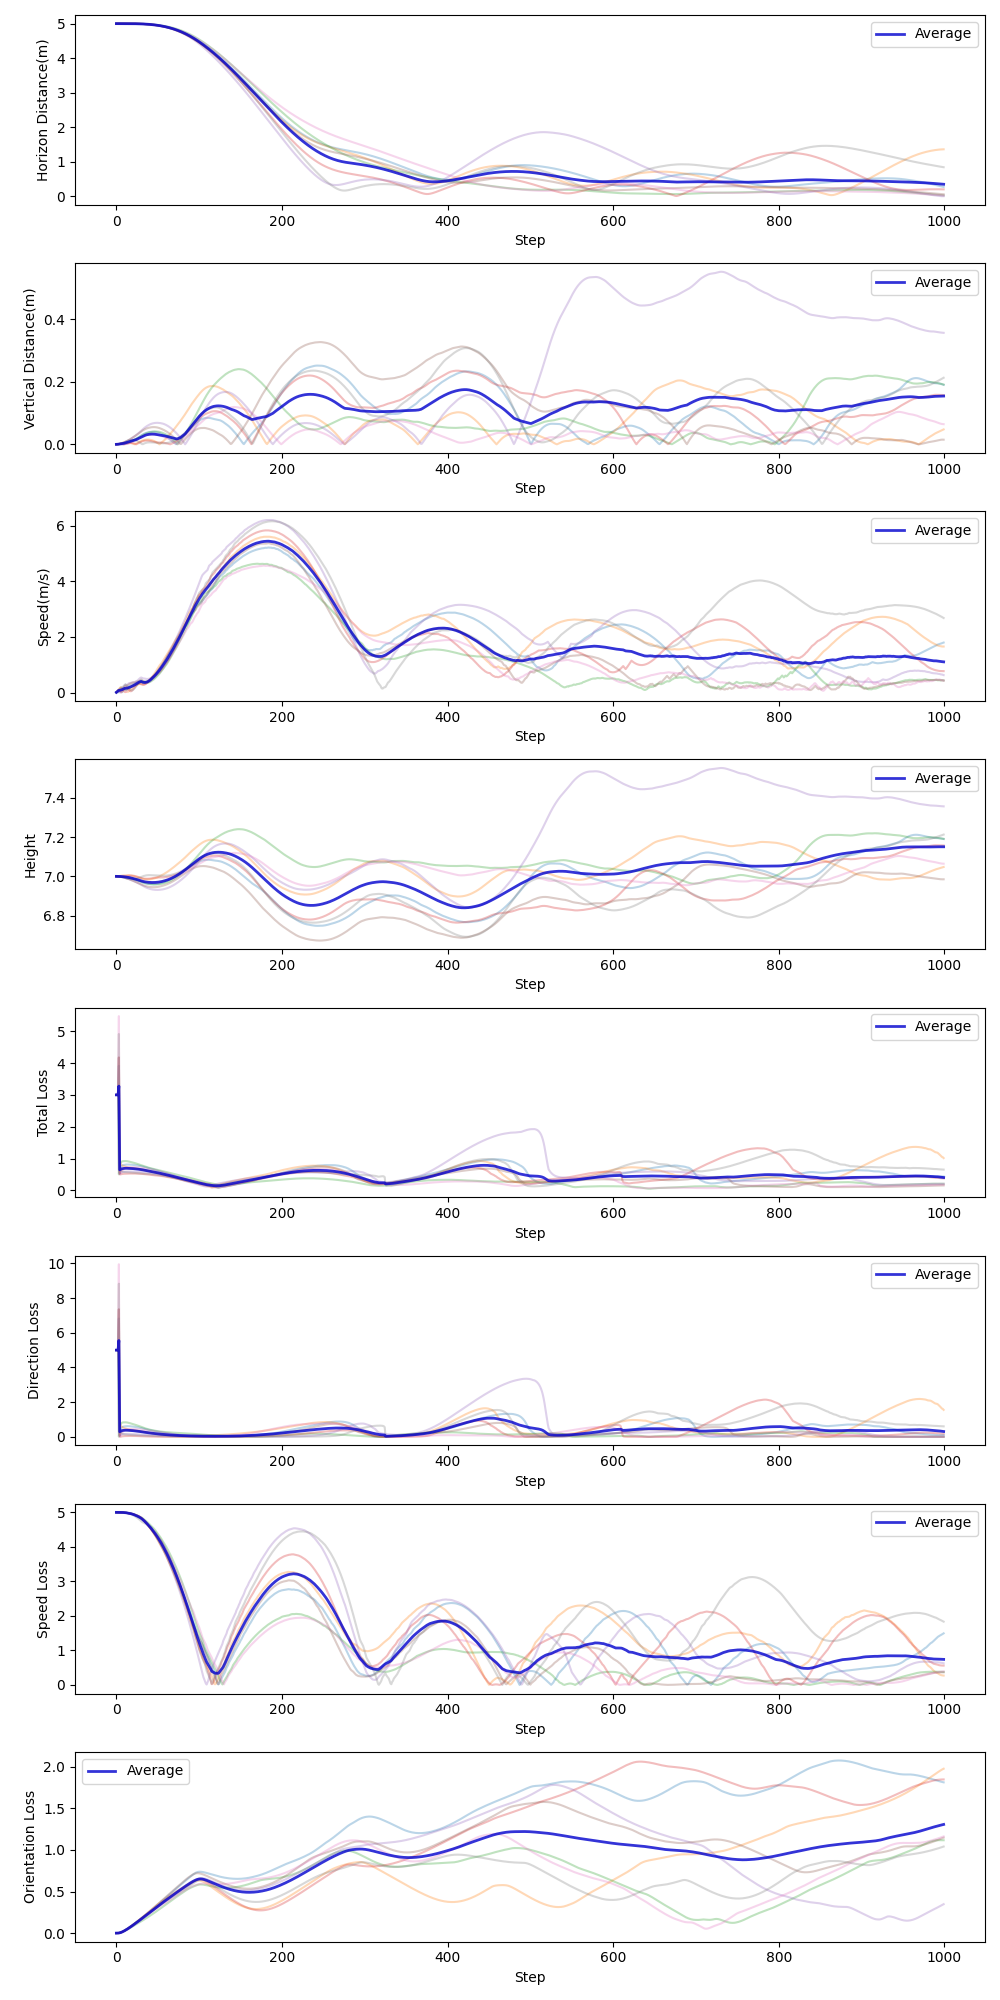 Horizon Distance(m)
5
4
3
2
1
0
Average
0 200 400 600 800 1000
Step
Vertical Distance(m)
0.4
0.2
0.0
Average
0 200 400 600 800 1000
Step
Speed(m/s)
6
4
2
0
Average
0 200 400 600 800 1000
Step
Height
7.4
7.2
7.0
6.8
Average
0 200 400 600 800 1000
Step
Total Loss
5
4
3
2
1
0
Average
0 200 400 600 800 1000
Step
Direction Loss
10
8
6
4
2
0
Average
0 200 400 600 800 1000
Step
Speed Loss
5
4
3
2
1
0
Average
0 200 400 600 800 1000
Step
Orientation Loss
2.0
1.5
1.0
0.5
0.0
Average
0 200 400 600 800 1000
Step